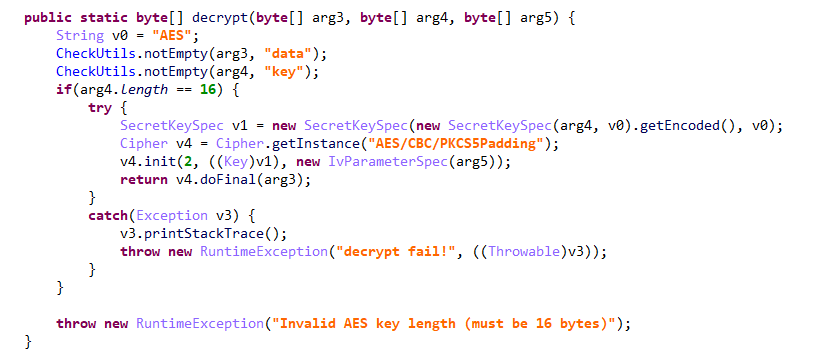 public static byte[] decrypt(byte[] arg3, byte[] arg4, byte[] arg5) {
    String v0 = "AES";
    CheckUtils.notEmpty(arg3, "data");
    CheckUtils.notEmpty(arg4, "key");
    if(arg4.length == 16) {
        try {
            SecretKeySpec v1 = new SecretKeySpec(new SecretKeySpec(arg4, v0).getEncoded(), v0);
            Cipher v4 = Cipher.getInstance("AES/CBC/PKCS5Padding");
            v4.init(2, ((Key)v1), new IvParameterSpec(arg5));
            return v4.doFinal(arg3);
        }
        catch(Exception v3) {
            v3.printStackTrace();
            throw new RuntimeException("decrypt fail!", ((Throwable)v3));
        }
    }

    throw new RuntimeException("Invalid AES key length (must be 16 bytes)");
}